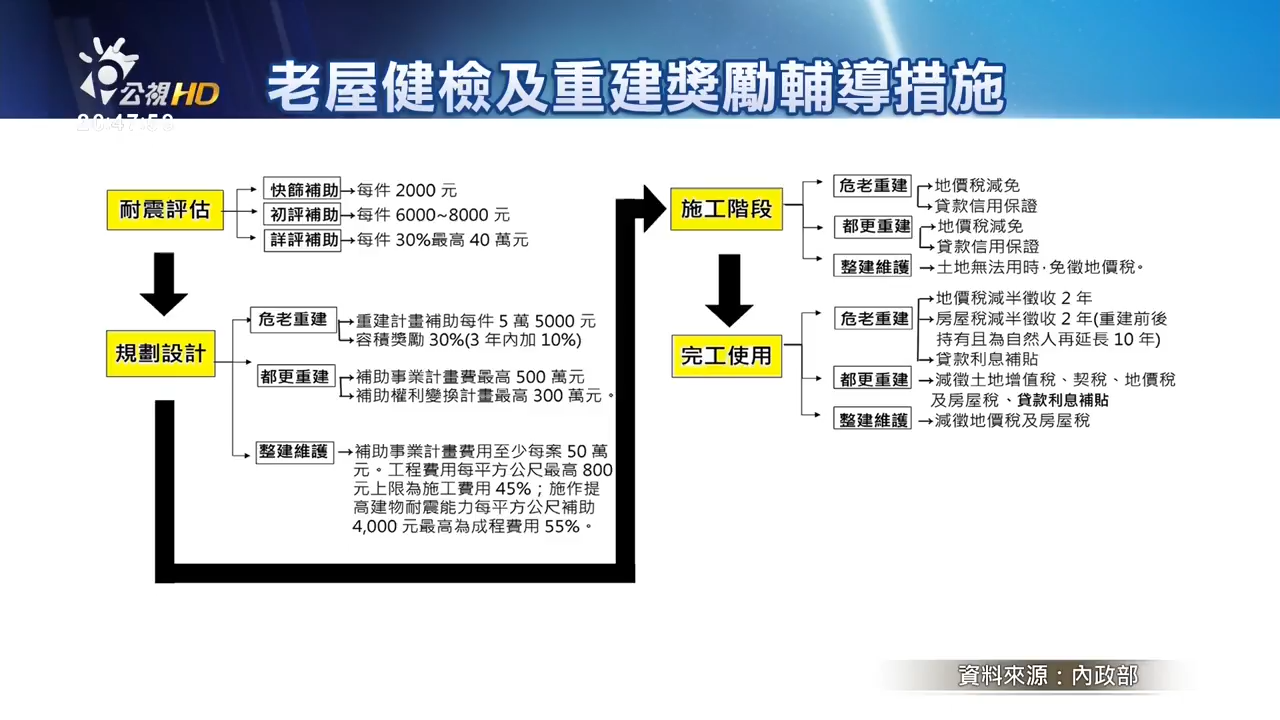 公視HD
老屋健檢及重建獎勵輔導措施
20:47:59
耐震評估
快篩補助→每件 2000 元
初評補助→每件 6000~8000 元
詳評補助→每件 30%最高 40 萬元
規劃設計
危老重建
重建計畫補助每件 5 萬 5000 元
容積獎勵 30%(3 年內加 10%)
都更重建
補助事業計畫費最高 500 萬元
補助權利變換計畫最高 300 萬元。
整建維護
補助事業計畫費用至少每案 50 萬
元。工程費用每平方公尺最高 800
元上限為施工費用 45%；施作提
高建物耐震能力每平方公尺補助
4,000 元最高為成程費用 55%。
施工階段
危老重建
地價稅減免
貸款信用保證
都更重建
地價稅減免
貸款信用保證
整建維護
土地無法用時‧免徵地價稅。
完工使用
危老重建
地價稅減半徵收 2 年
房屋稅減半徵收 2 年(重建前後
持有且為自然人再延長 10 年)
貸款利息補貼
都更重建
減徵土地增值稅、契稅、地價稅
及房屋稅、貸款利息補貼
整建維護
減徵地價稅及房屋稅
資料來源：內政部